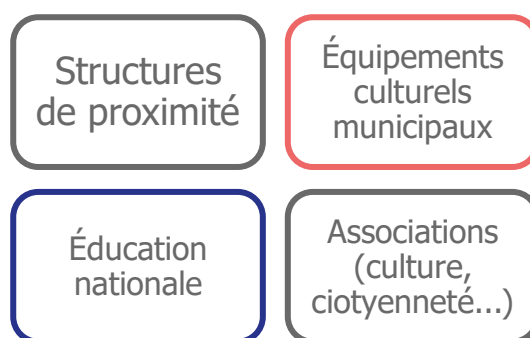 Structures
de proximité
Équipements
culturels
municipaux
Éducation
nationale
Associations
(culture,
ciotyenneté...)